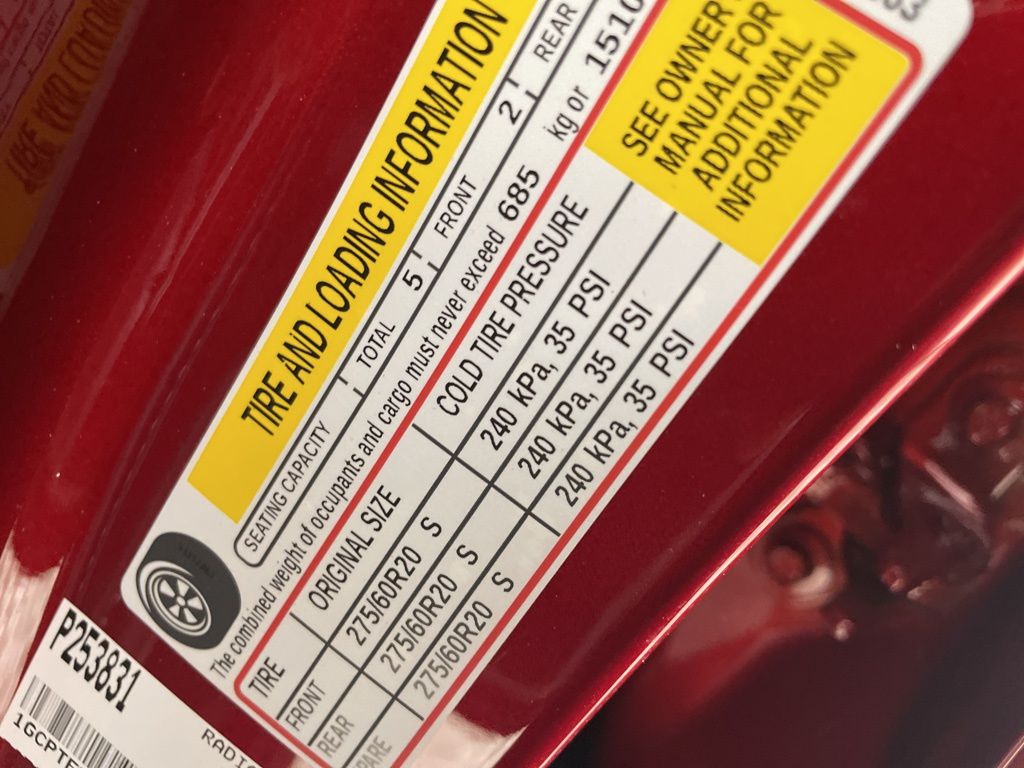 TIRE AND LOADING INFORMATION
SEATING CAPACITY TOTAL 5 FRONT 2 REAR
The combined weight of occupants and cargo must never exceed 685 kg or 1510
TIRE ORIGINAL SIZE COLD TIRE PRESSURE
FRONT 275/60R20 S 240 kPa, 35 PSI
REAR 275/60R20 S 240 kPa, 35 PSI
PARE 275/60R20 S 240 kPa, 35 PSI
SEE OWNER
MANUAL FOR
ADDITIONAL
INFORMATION
P253831
1GCPTE
RADIO